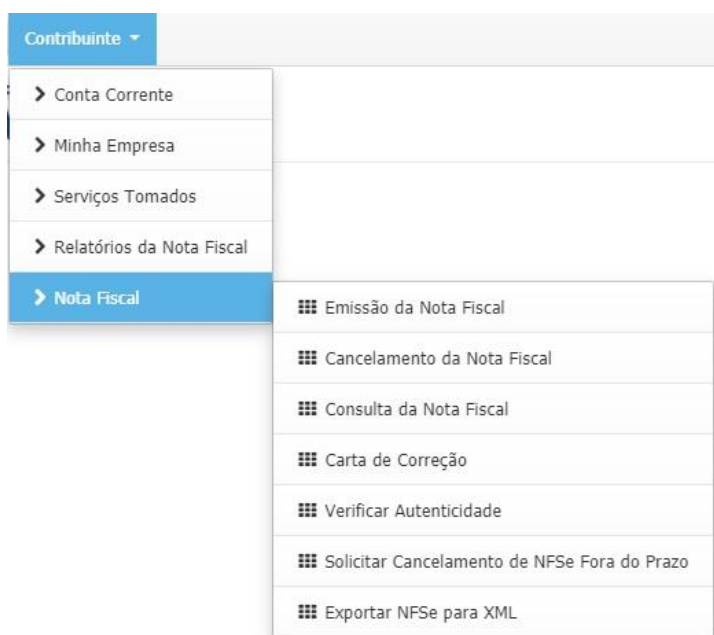 Contribuinte
Conta Corrente
Minha Empresa
Serviços Tomados
Relatórios da Nota Fiscal
Nota Fiscal
Emissão da Nota Fiscal
Cancelamento da Nota Fiscal
Consulta da Nota Fiscal
Carta de Correção
Verificar Autenticidade
Solicitar Cancelamento de NFSe Fora do Prazo
Exportar NFSe para XML